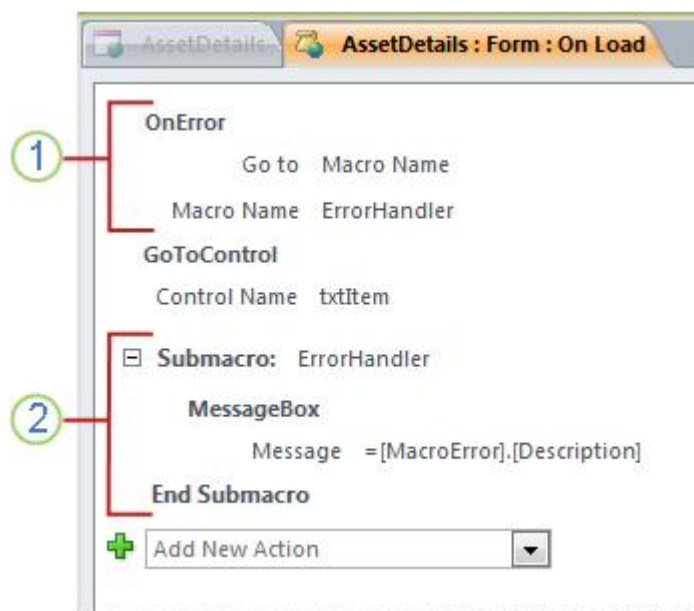 AssetDetails
AssetDetails : Form : On Load
OnError
1
Go to Macro Name
Macro Name ErrorHandler
GoToControl
Control Name txtItem
Submacro: ErrorHandler
2
MessageBox
Message =[MacroError].[Description]
End Submacro
Add New Action